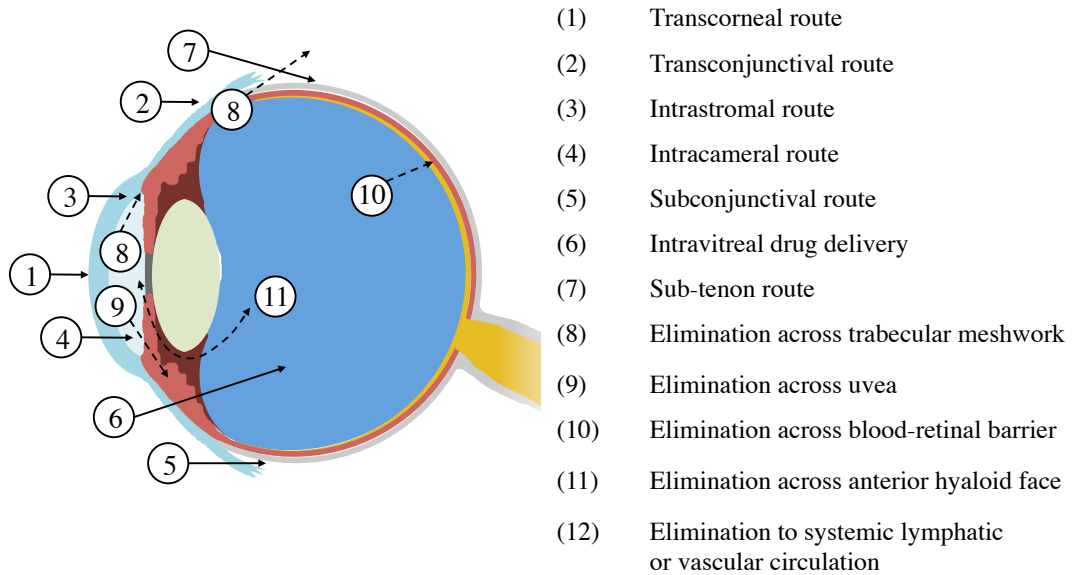 7
2
8
3
10
8
1
11
9
4
6
5
(1) Transcorneal route
(2) Transconjunctival route
(3) Intrastromal route
(4) Intracameral route
(5) Subconjunctival route
(6) Intravitreal drug delivery
(7) Sub-tenon route
(8) Elimination across trabecular meshwork
(9) Elimination across uvea
(10) Elimination across blood-retinal barrier
(11) Elimination across anterior hyaloid face
(12) Elimination to systemic lymphatic
or vascular circulation